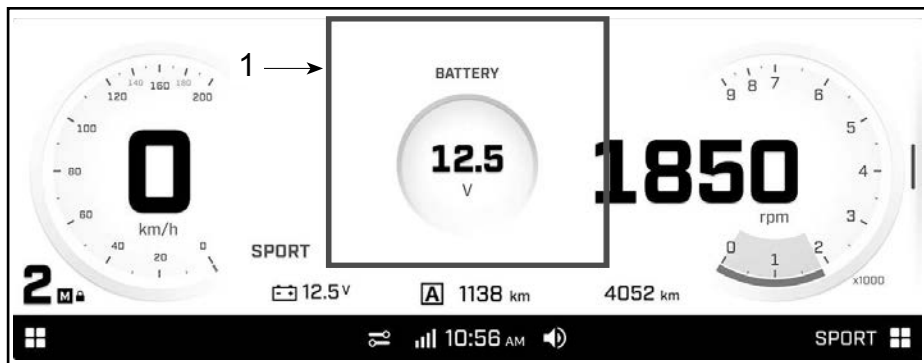 1
BATTERY
12.5
V
140 160 180
120 200
100
80
60
40 20 0
0
km/h
9 8 7 6
5
4
3
0 1 2
x1000
1850
rpm
SPORT
2 M
12.5 V
A 1138 km
4052 km
10:56 AM
SPORT